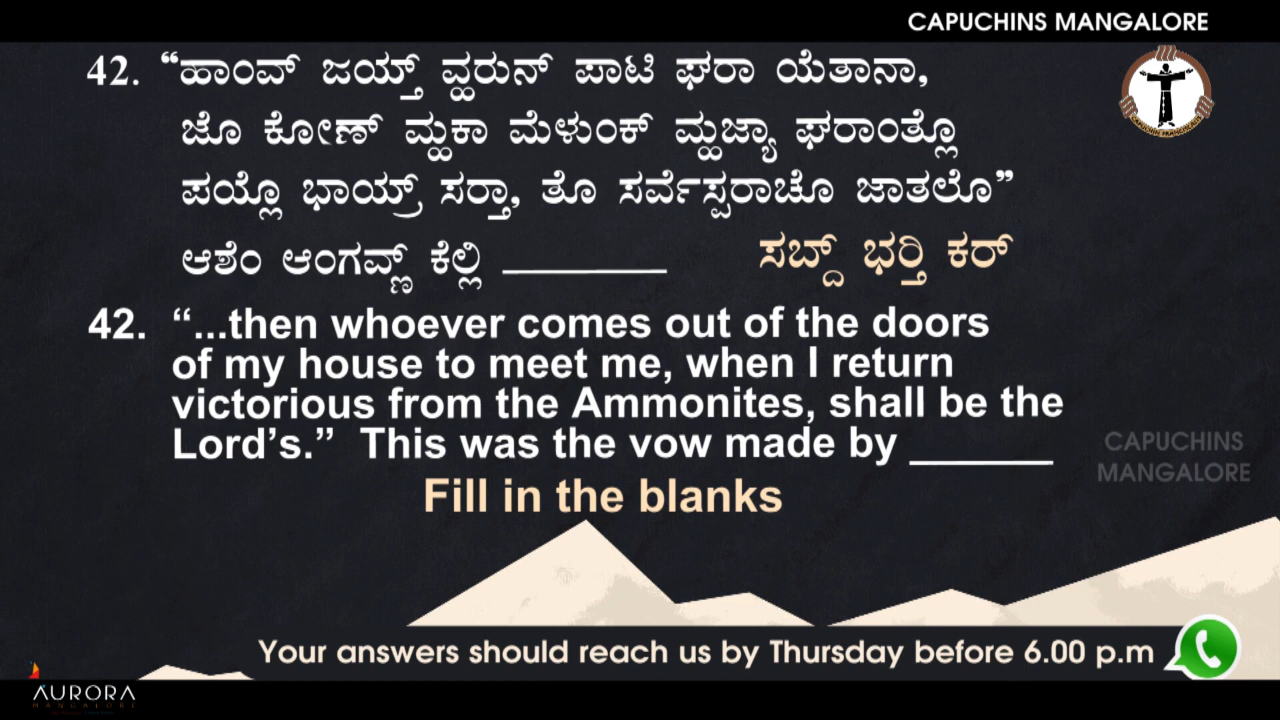 CAPUCHINS MANGALORE
42. “ಹಾಂವ್ ಜಯ್ತ್ ವ್ಹರುನ್ ಪಾಟಿ ಘರಾ ಯೆತಾನಾ,
ಜೊ ಕೋಣ್ ಮ್ಹಕಾ ಮೆಳುಂಕ್ ಮ್ಹಜ್ಯಾ ಘರಾಂತ್ಲೊ
ಪಯ್ಲೊ ಭಾಯ್ರ್ ಸರ‍್ತಾ, ತೊ ಸರ್ವೆಸ್ಪರಾಚೊ ಜಾತಲೊ”
ಆಶೆಂ ಆಂಗವ್ಣ್ ಕೆಲ್ಲಿ ________ ಸಬ್ದ್ ಭರ‍್ತಿ ಕರ್
42. “...then whoever comes out of the doors
of my house to meet me, when I return
victorious from the Ammonites, shall be the
Lord’s.” This was the vow made by ______
CAPUCHINS
MANGALORE
Fill in the blanks
Your answers should reach us by Thursday before 6.00 p.m
AURORA
MANGALORE